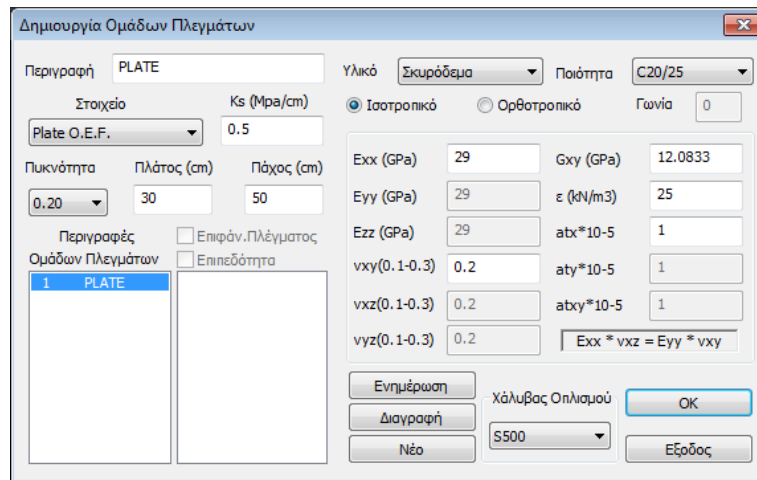 Δημιουργία Ομάδων Πλεγμάτων
Περιγραφή PLATE Υλικό Σκυρόδεμα Ποιότητα C20/25
Στοιχείο Ks (Mpa/cm) Ισοτροπικό Ορθοτροπικό Γωνία 0
Plate O.E.F. 0.5
Πυκνότητα Πλάτος (cm) Πάχος (cm) Exx (GPa) 29 Gxy (GPa) 12.0833
0.20 30 50 Eyy (GPa) 29 ε (kN/m3) 25
Περιγραφές Επιφάν.Πλέγματος Ezz (GPa) 29 atx*10-5 1
Ομάδων Πλεγμάτων Επιπεδότητα vxy(0.1-0.3) 0.2 aty*10-5 1
1 PLATE vxz(0.1-0.3) 0.2 atxy*10-5 1
vyz(0.1-0.3) 0.2 Exx * vxz = Eyy * vxy
Ενημέρωση Χάλυβας Οπλισμού OK
Διαγραφή S500
Νέο Εξοδος